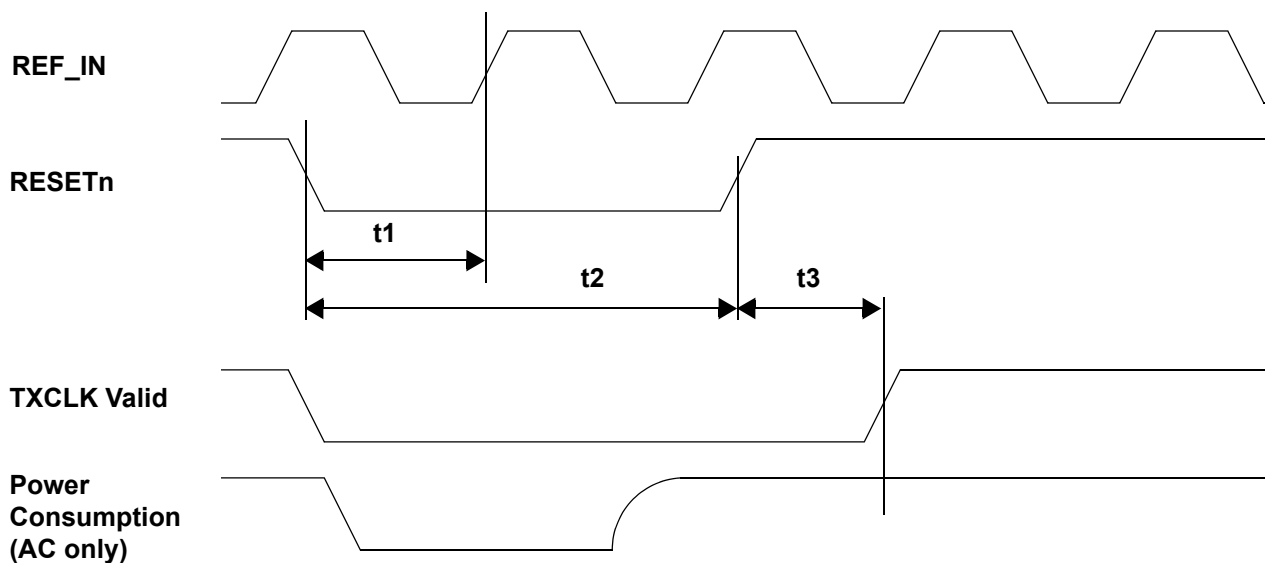 REF_IN
RESETn
t1
t2
t3
TXCLK Valid
Power
Consumption
(AC only)